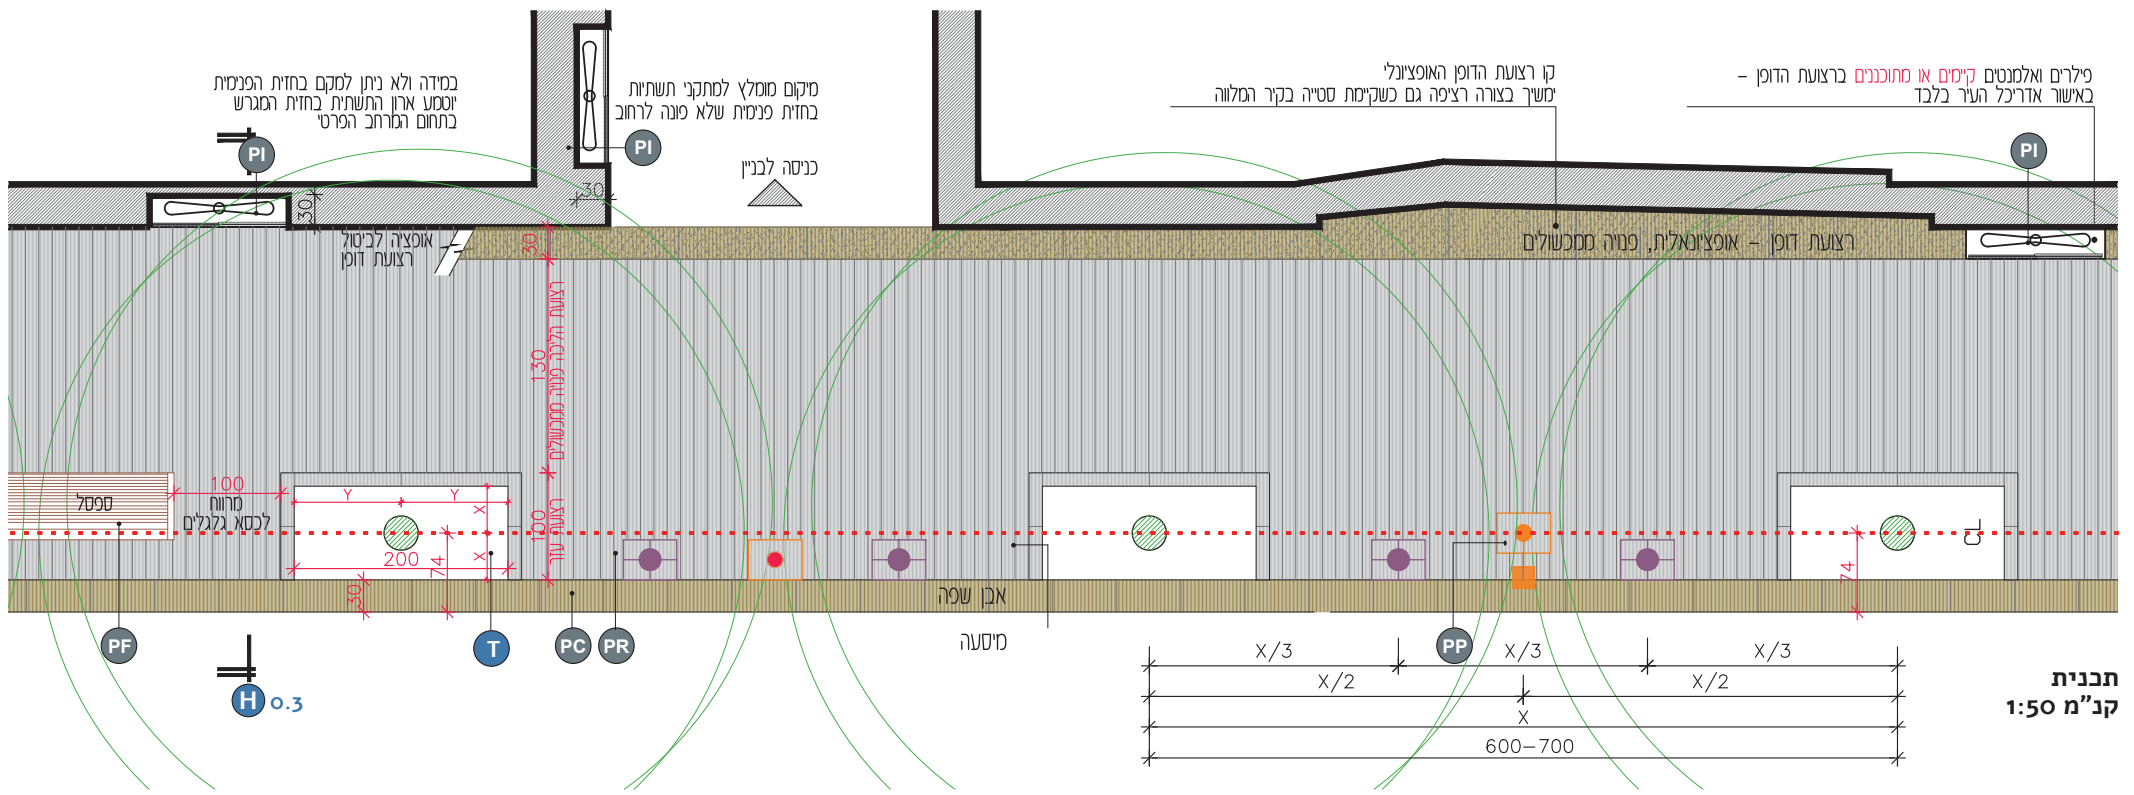 במידה ולא ניתן למקם בחזית הפנימית
יוטמע ארון התשתית בחזית המגרש
בתחום המרחב הפרטי
מיקום מומלץ למתקני תשתיות
בחזית פנימית שלא פונה לרחוב
קו רצועת הדופן האופציונלי
ימשיך בצורה רציפה גם כשקיימת סטייה בקיר המלווה
פילרים ואלמנטים קיימים או מתוכננים ברצועת הדופן –
באישור אדריכל העיר בלבד
PI
PI
PI
כניסה לבניין
30
30
אופציה לביטול
רצועת דופן
30
רצועת דופן – אופציונאלית, פנויה ממכשולים
130
רצועת הליכה פנויה ממכשולים
ספסל
100
מרווח
לכסא גלגלים
Y
Y
X
X
200
74
30
100
רצועת עזר
CL
74
אבן שפה
מיסעה
PF
T
PC
PR
PP
H 0.3
X/3
X/3
X/3
X/2
X/2
X
600–700
תכנית
קנ"מ 1:50